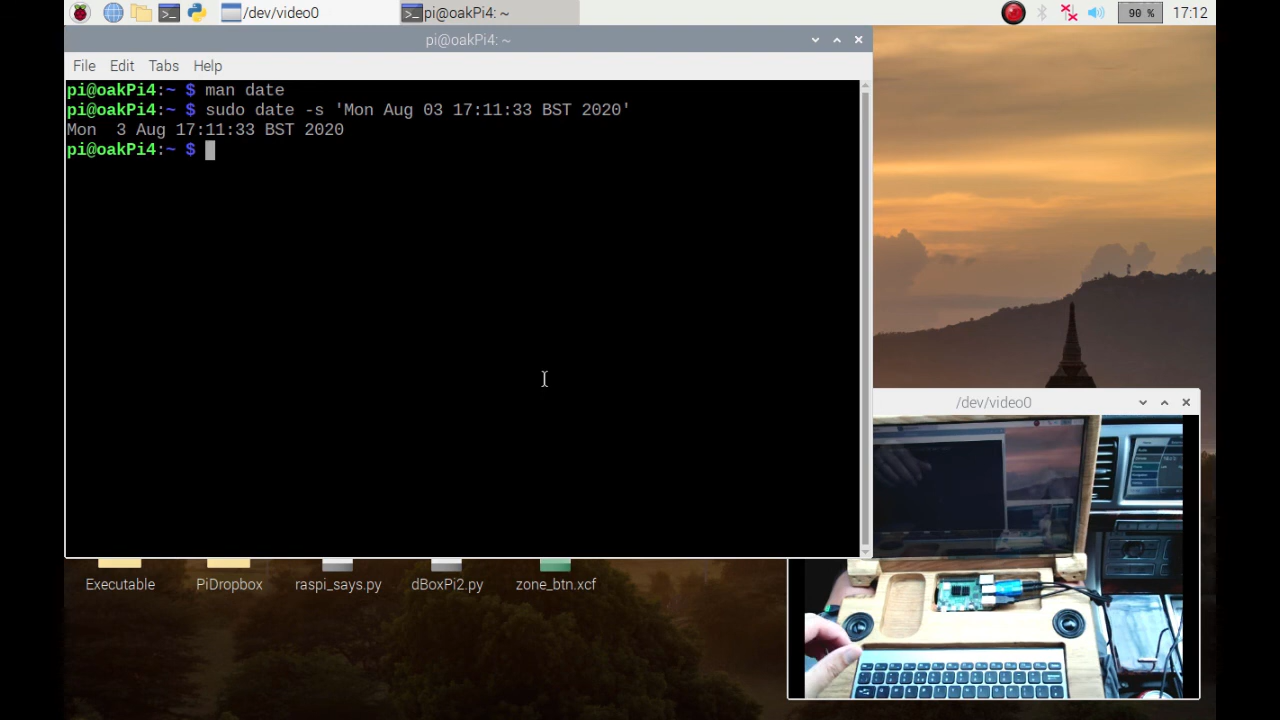 /dev/video0
pi@oakPi4: ~
90 %
17:12
pi@oakPi4: ~
File Edit Tabs Help
pi@oakPi4:~ $ man date
pi@oakPi4:~ $ sudo date -s 'Mon Aug 03 17:11:33 BST 2020'
Mon  3 Aug 17:11:33 BST 2020
pi@oakPi4:~ $
/dev/video0
Executable
PiDropbox
raspi_says.py
dBoxPi2.py
zone_btn.xcf